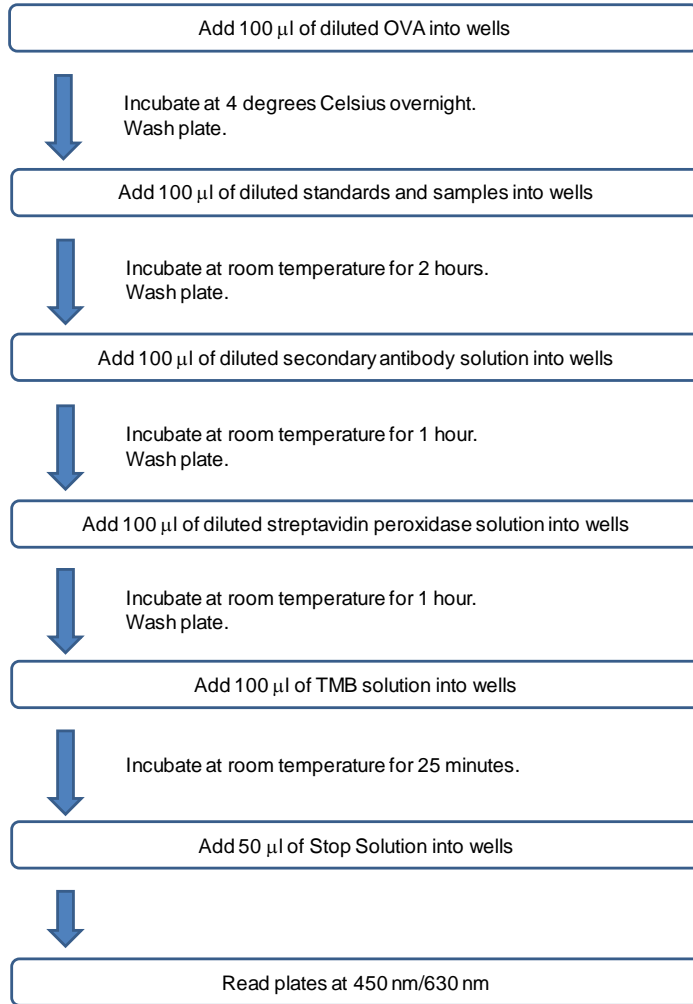 Add 100 μl of diluted OVA into wells
Incubate at 4 degrees Celsius overnight.
Wash plate.
Add 100 μl of diluted standards and samples into wells
Incubate at room temperature for 2 hours.
Wash plate.
Add 100 μl of diluted secondary antibody solution into wells
Incubate at room temperature for 1 hour.
Wash plate.
Add 100 μl of diluted streptavidin peroxidase solution into wells
Incubate at room temperature for 1 hour.
Wash plate.
Add 100 μl of TMB solution into wells
Incubate at room temperature for 25 minutes.
Add 50 μl of Stop Solution into wells
Read plates at 450 nm/630 nm